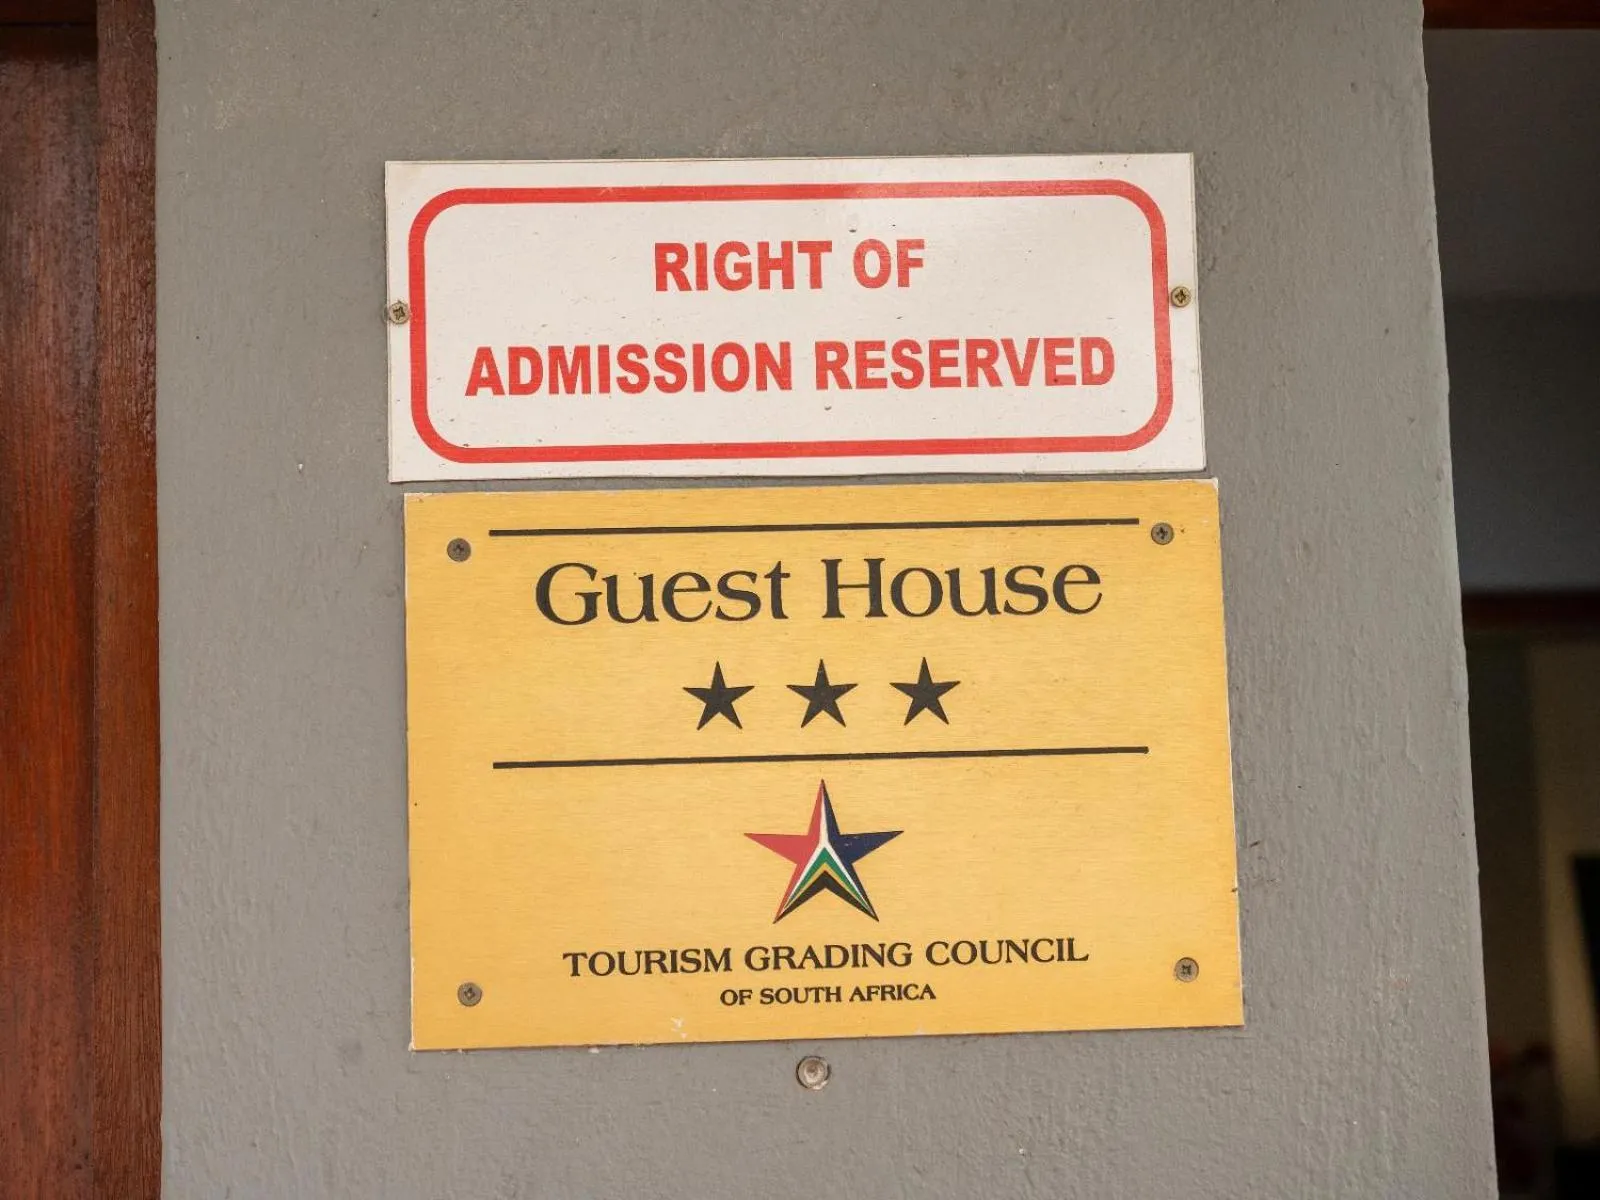 RIGHT OF
ADMISSION RESERVED
Guest House
TOURISM GRADING COUNCIL
OF SOUTH AFRICA